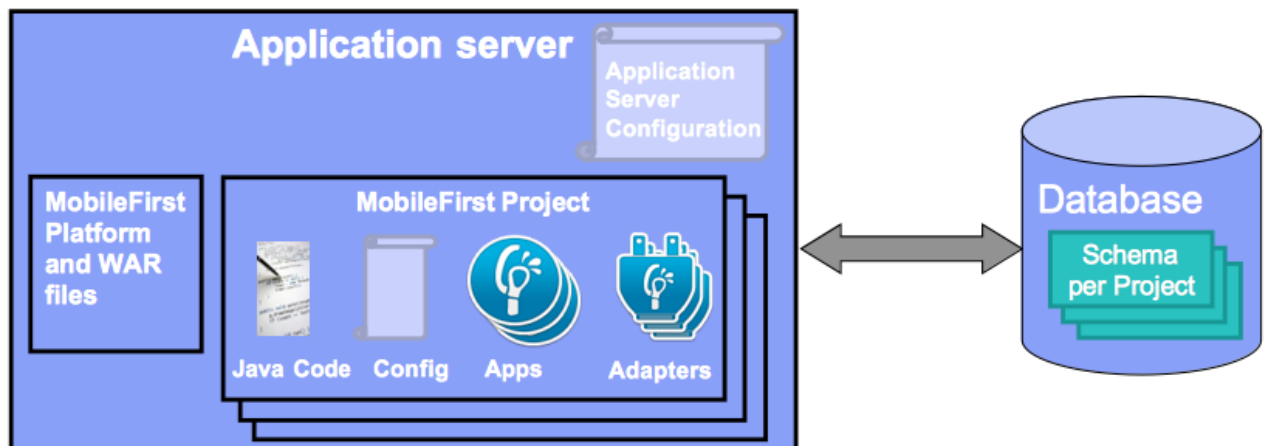 Application server
Application
Server
Configuration
MobileFirst
Platform
and WAR
files
MobileFirst Project
Java Code
Config
Apps
Adapters
Database
Schema
per Project